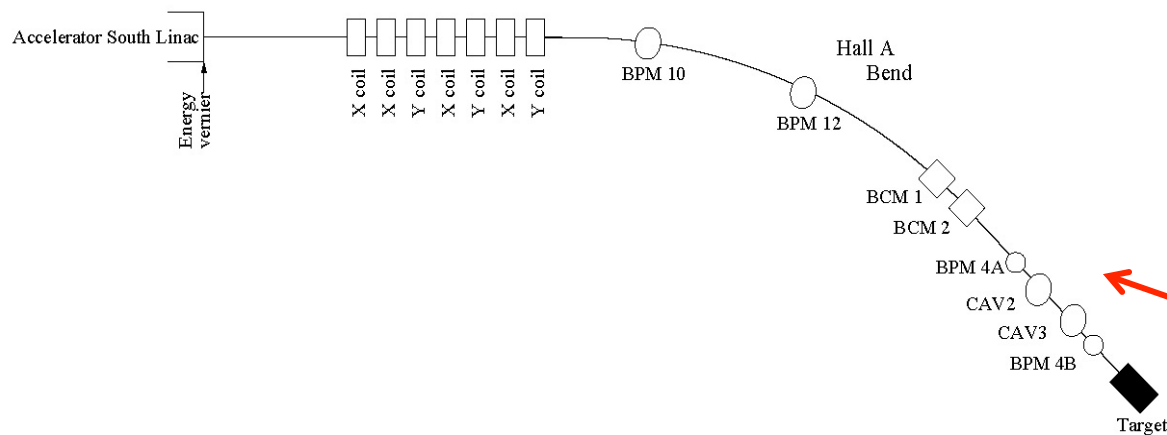 Accelerator South Linac
Energy
vernier
X coil
X coil
Y coil
X coil
Y coil
X coil
Y coil
BPM 10
BPM 12
Hall A
Bend
BCM 1
BCM 2
BPM 4A
CAV2
CAV3
BPM 4B
Target